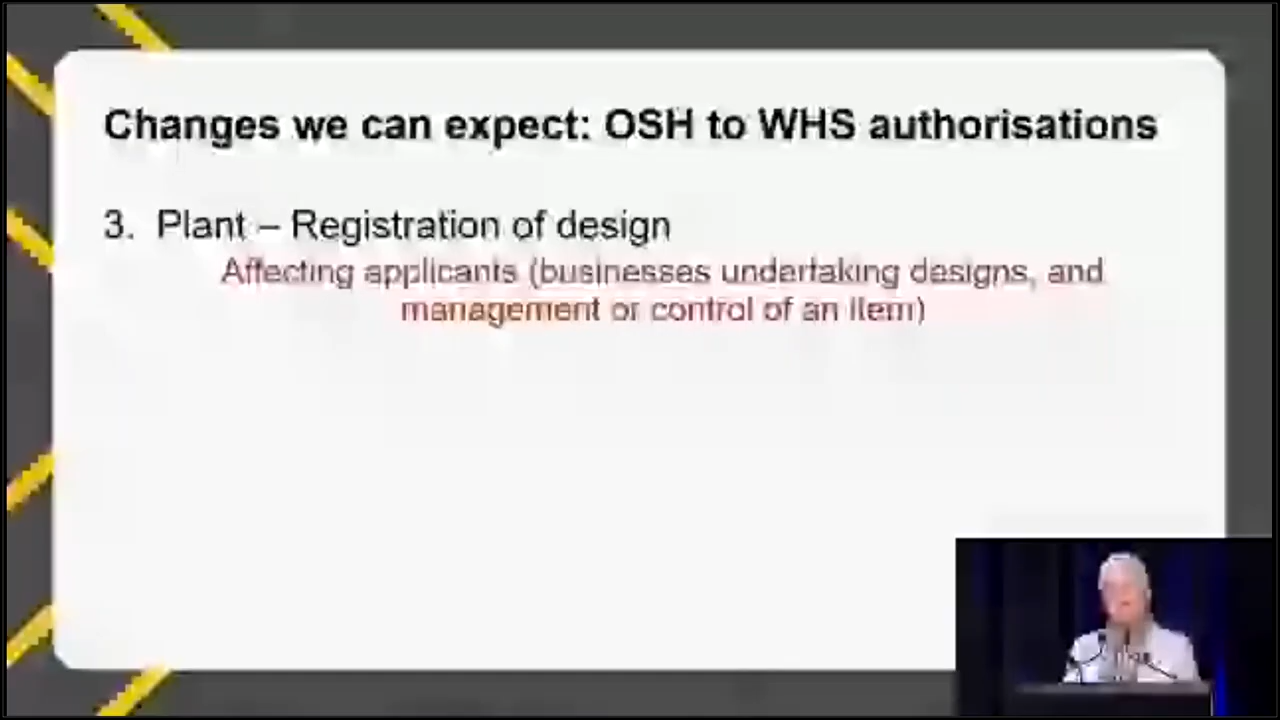 Changes we can expect: OSH to WHS authorisations
3. Plant – Registration of design
Affecting applicants (businesses undertaking designs, and
management or control of an item)